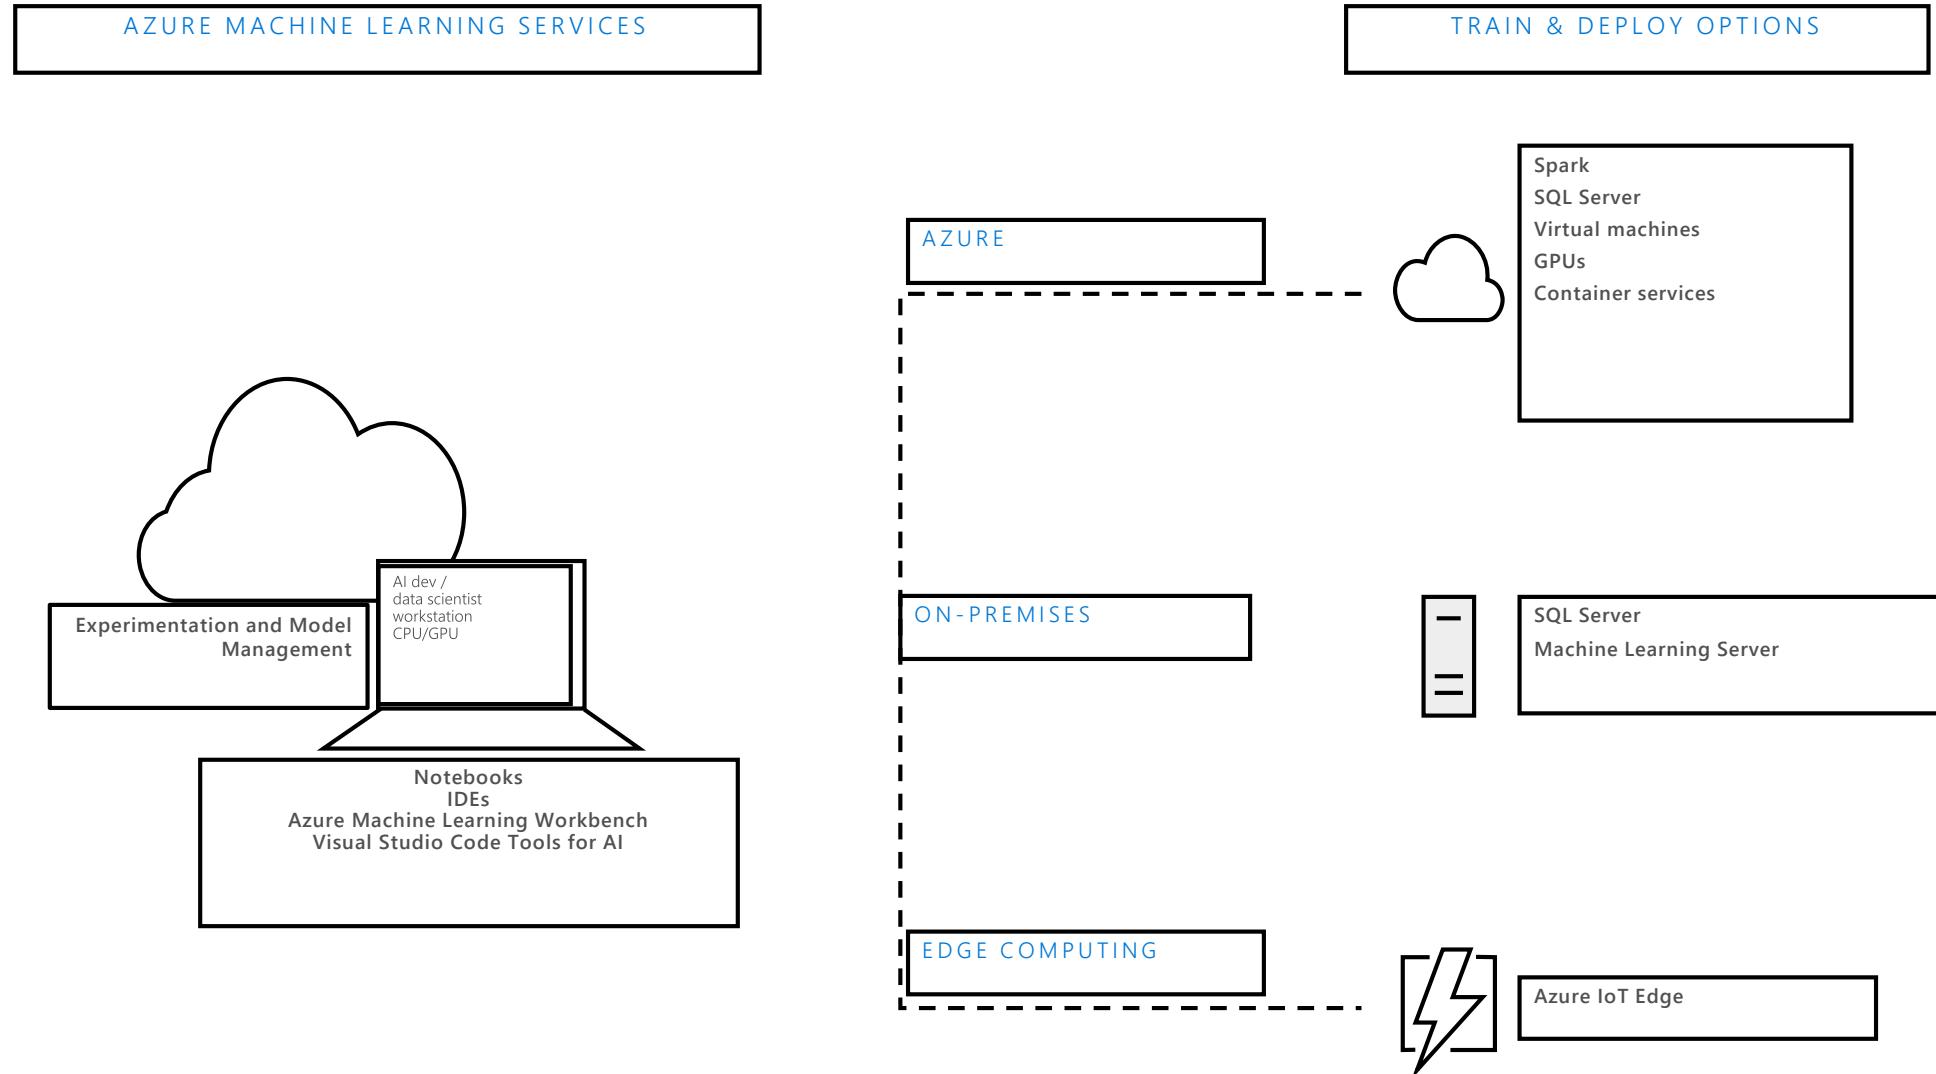 AZURE MACHINE LEARNING SERVICES
TRAIN & DEPLOY OPTIONS
AZURE
Spark
SQL Server
Virtual machines
GPUs
Container services
Experimentation and Model
Management
AI dev /
data scientist
workstation
CPU/GPU
Notebooks
IDEs
Azure Machine Learning Workbench
Visual Studio Code Tools for AI
ON-PREMISES
SQL Server
Machine Learning Server
EDGE COMPUTING
Azure IoT Edge